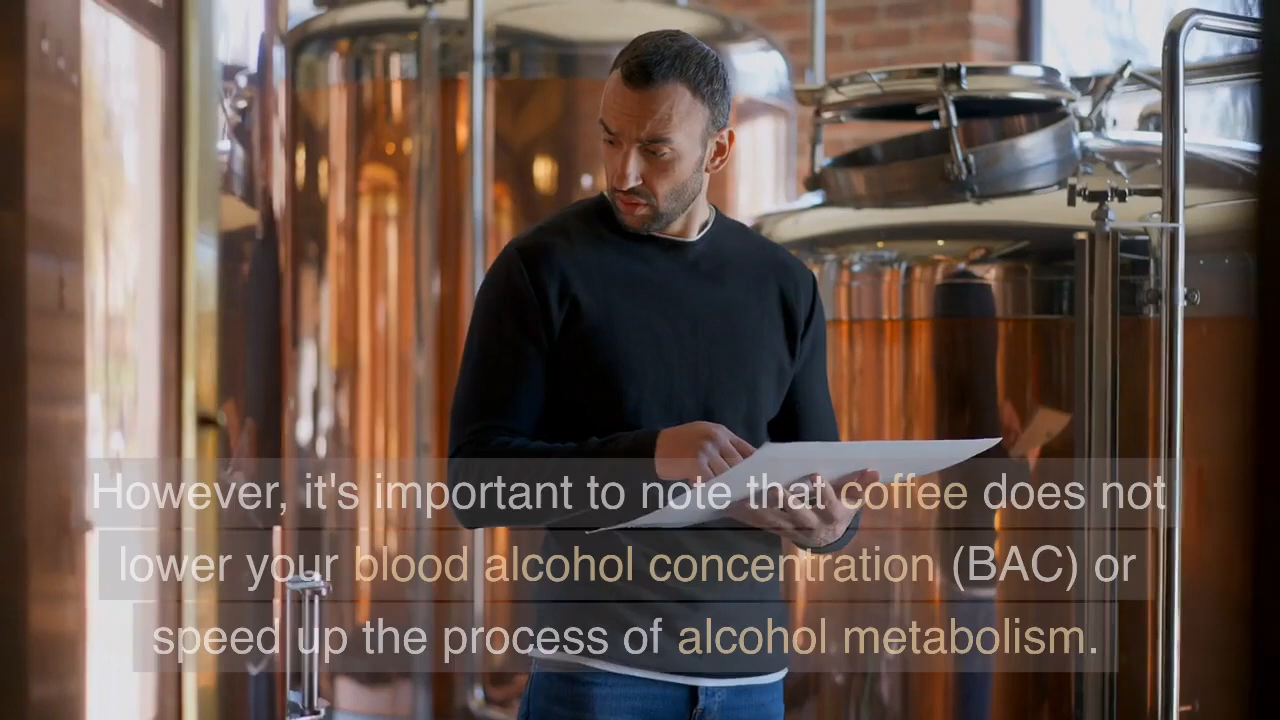 However, it's important to note that coffee does not
lower your blood alcohol concentration (BAC) or
speed up the process of alcohol metabolism.